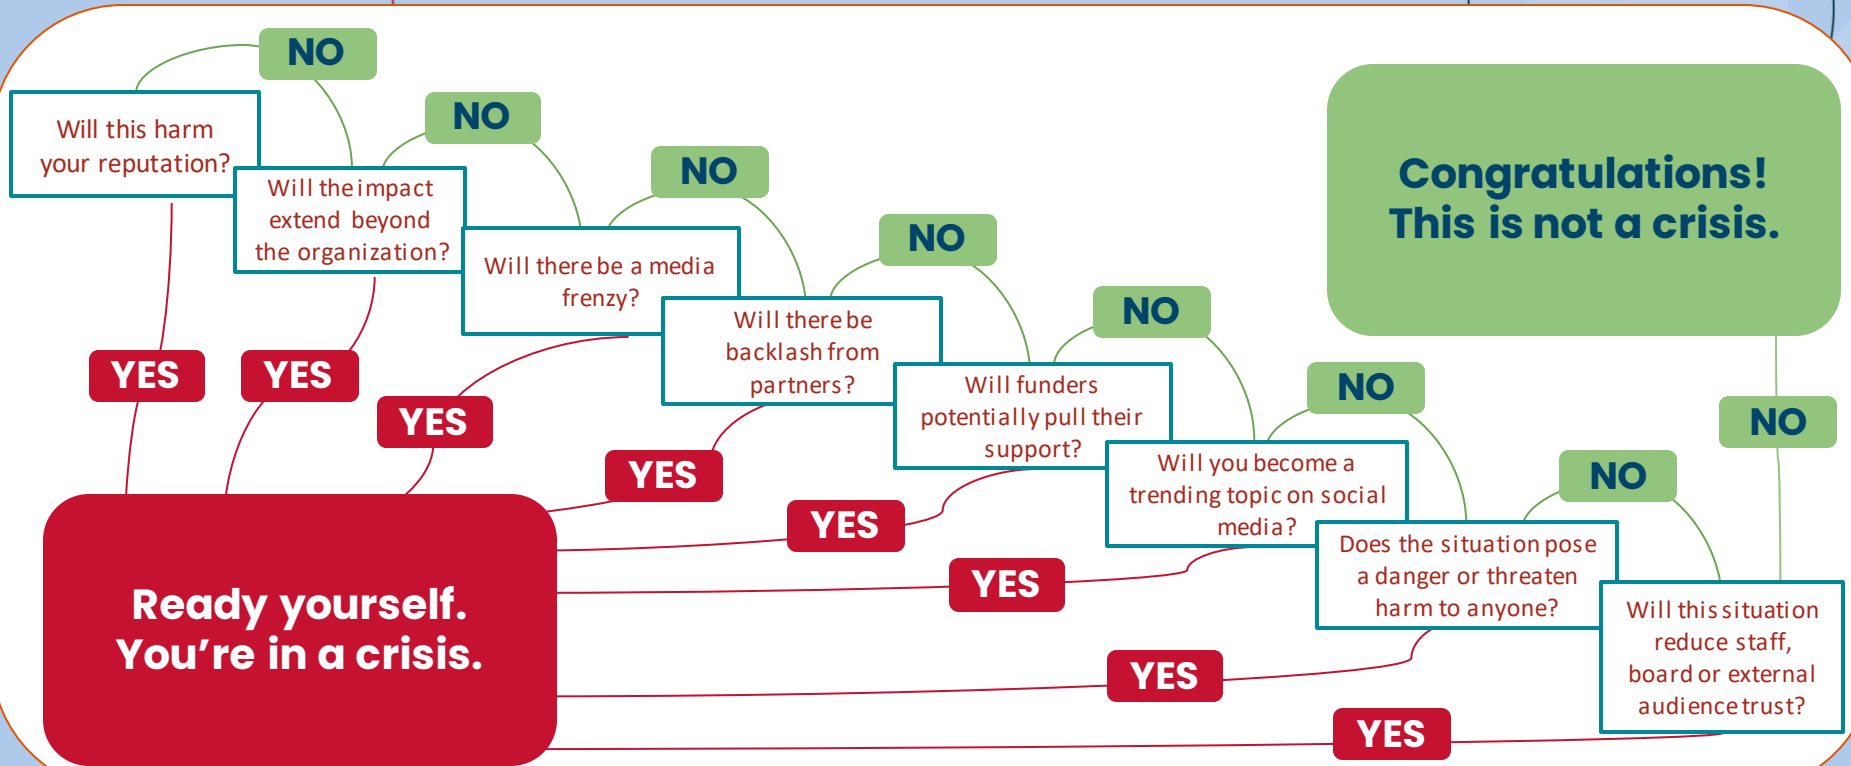 NO
Will this harm
your reputation?
NO
Will the impact
extend beyond
the organization?
NO
Will there be a media
frenzy?
NO
Will there be
backlash from
partners?
NO
Will funders
potentially pull their
support?
NO
Will you become a
trending topic on social
media?
NO
Does the situation pose
a danger or threaten
harm to anyone?
NO
Will this situation
reduce staff,
board or external
audience trust?
Congratulations!
This is not a crisis.
YES
YES
YES
YES
YES
YES
YES
YES
Ready yourself.
You’re in a crisis.